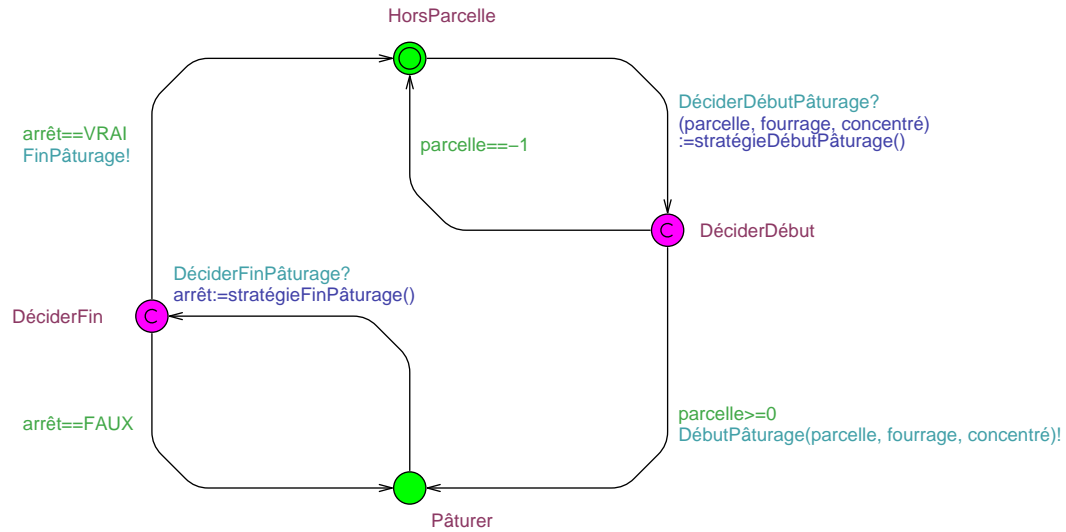 HorsParcelle
DéciderDébutPâturage?
(parcelle, fourrage, concentré)
:=stratégieDébutPâturage()
arrêt==VRAI
FinPâturage!
parcelle==−1
C
DéciderDébut
DéciderFinPâturage?
arrêt:=stratégieFinPâturage()
DéciderFin
C
arrêt==FAUX
parcelle>=0
DébutPâturage(parcelle, fourrage, concentré)!
Pâturer